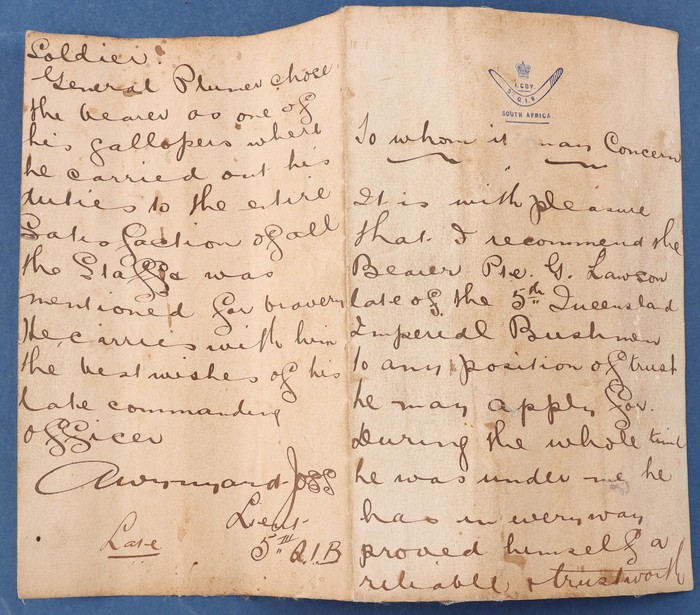 I. COY.
5th Q.I.B
SOUTH AFRICA
To whom it may Concern
It is with pleasure
that I recommend the
Bearer Pte. G. Lawson
late of the 5th Queensland
Imperial Bushmen
to any position of trust
he may apply for.
During the whole time
he was under me he
has in every way
proved himself a
reliable & trustworth
Soldier.
General Plumer chose
the bearer as one of
his gallopers where
he carried out his
duties to the entire
Satisfaction of all
the Staff & was
mentioned for bravery
He carries with him
the best wishes of his
late commanding
officer
Lieut
Late 5th Q.I.B